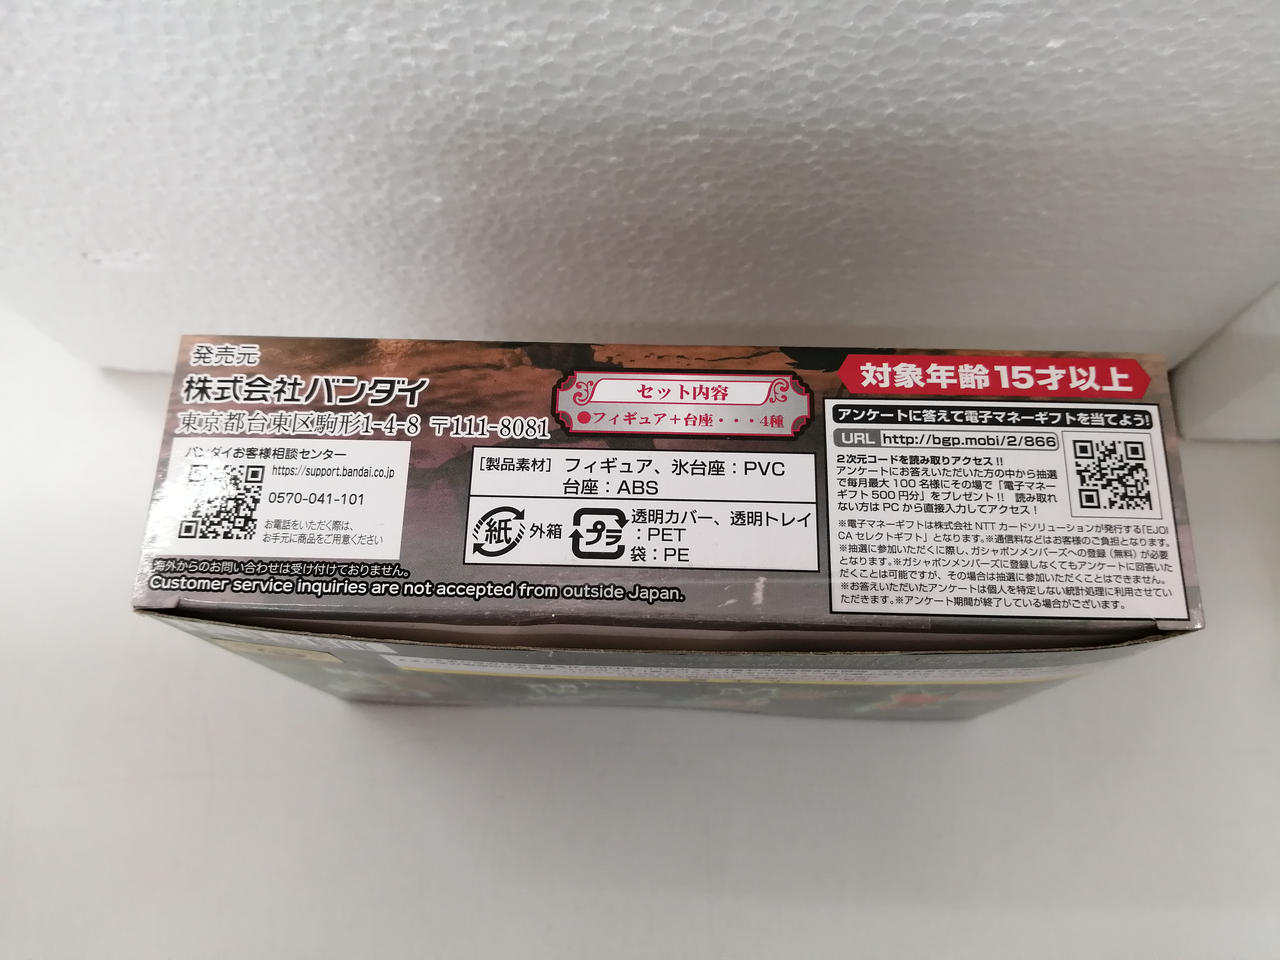 発売元
株式会社バンダイ
東京都台東区駒形1-4-8 〒111-8081
バンダイお客様相談センター
https://support.bandai.co.jp
0570-041-101
お電話をいただく際は、
お手元に商品をご用意ください
海外からのお問い合わせは受け付けておりません。
Customer service inquiries are not accepted from outside Japan.
セット内容
●フィギュア+台座・・・4種
［製品素材］フィギュア、氷台座：PVC
台座：ABS
紙 外箱
プラ 透明カバー、透明トレイ
：PET
袋：PE
対象年齢15才以上
アンケートに答えて電子マネーギフトを当てよう!
URL http://bgp.mobi/2/866
2次元コードを読み取りアクセス!!
アンケートにお答えいただいた方の中から抽選
で毎月最大100名様にその場で「電子マネー
ギフト500円分」をプレゼント!! 読み取れ
ない方はPCから直接入力してアクセス!
※電子マネーギフトは株式会社NTTカードソリューションが発行する「EJOI
CAセレクトギフト」となります。※通信料などはお客様のご負担となります。
※抽選に参加いただくに際し、ガシャポンメンバーズへの登録（無料）が必要
となります。※ガシャポンメンバーズに登録しなくてもアンケートに回答いた
だくことは可能ですが、その場合は抽選に参加いただくことはできません。
※お答えいただいたアンケートは個人を特定しない統計処理に利用させてい
ただきます。※アンケート期間が終了している場合がございます。